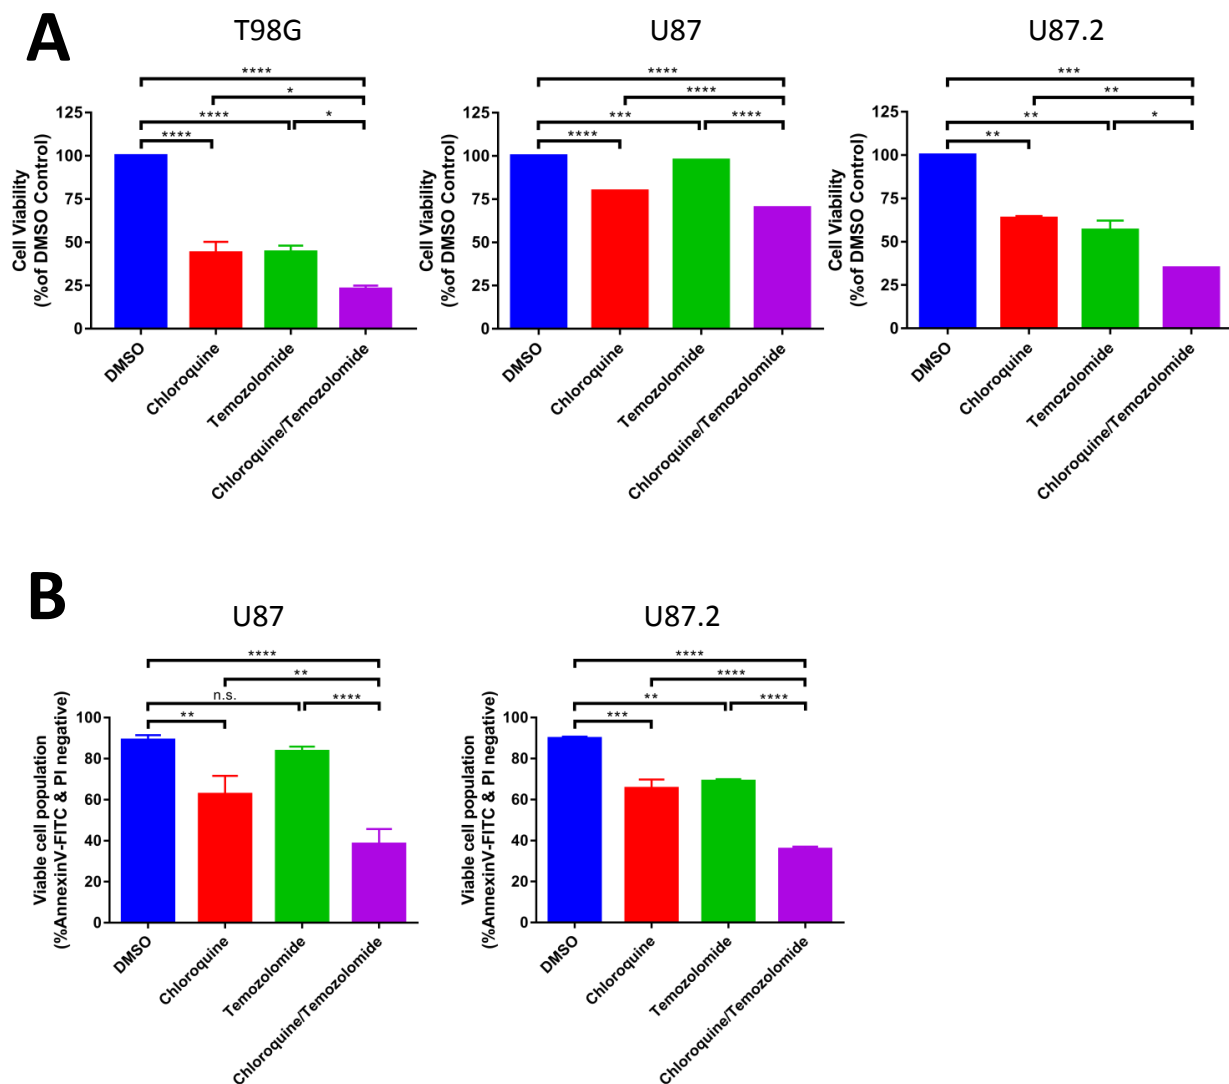 A
T98G
U87
U87.2
****
*
****
*
****
125
100
75
50
25
0
Cell Viability
(%of DMSO Control)
DMSO
Chloroquine
Temozolomide
Chloroquine/Temozolomide
****
****
***
****
****
125
100
75
50
25
0
Cell Viability
(%of DMSO Control)
DMSO
Chloroquine
Temozolomide
Chloroquine/Temozolomide
***
**
**
*
**
125
100
75
50
25
0
Cell Viability
(%of DMSO Control)
DMSO
Chloroquine
Temozolomide
Chloroquine/Temozolomide
B
U87
U87.2
****
**
n.s.
****
**
100
80
60
40
20
0
Viable cell population
(%AnnexinV-FITC & PI negative)
DMSO
Chloroquine
Temozolomide
Chloroquine/Temozolomide
****
****
**
****
***
100
80
60
40
20
0
Viable cell population
(%AnnexinV-FITC & PI negative)
DMSO
Chloroquine
Temozolomide
Chloroquine/Temozolomide